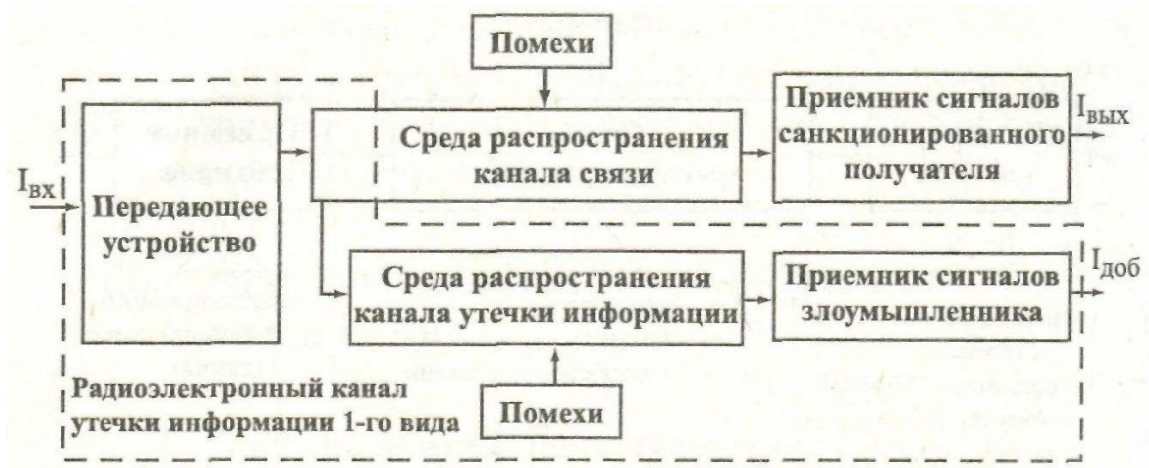 Помехи
Среда распространения
канала связи
Приемник сигналов
санкционированного
получателя
Iвых
Iвх
Передающее
устройство
Среда распространения
канала утечки информации
Приемник сигналов
злоумышленника
Iдоб
Радиоэлектронный канал
утечки информации 1-го вида
Помехи